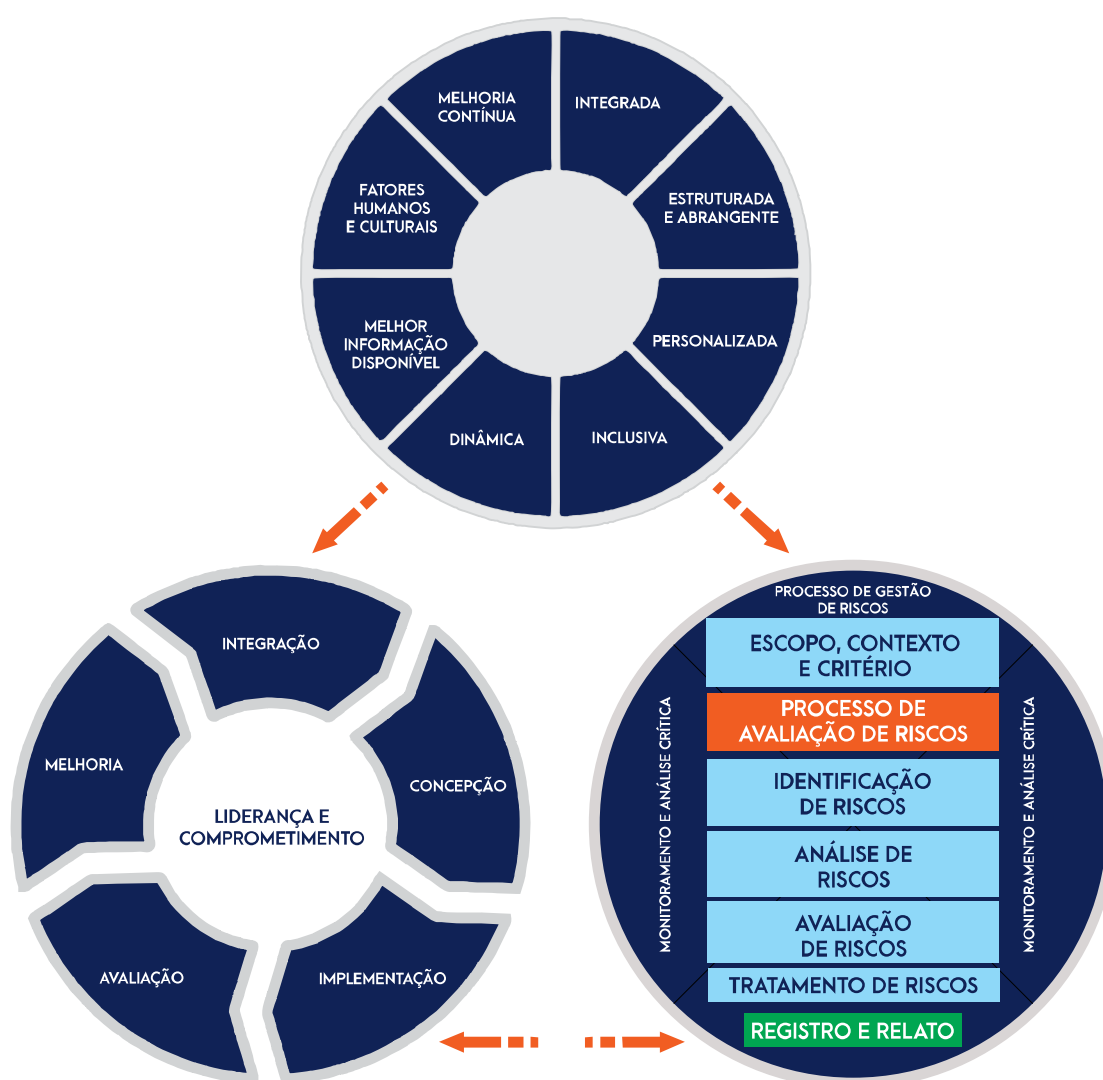 MELHORIA
CONTÍNUA
INTEGRADA
ESTRUTURADA
E ABRANGENTE
PERSONALIZADA
INCLUSIVA
DINÂMICA
MELHOR
INFORMAÇÃO
DISPONÍVEL
FATORES
HUMANOS
E CULTURAIS
INTEGRAÇÃO
CONCEPÇÃO
IMPLEMENTAÇÃO
AVALIAÇÃO
MELHORIA
LIDERANÇA E
COMPROMETIMENTO
PROCESSO DE GESTÃO
DE RISCOS
ESCOPO, CONTEXTO
E CRITÉRIO
PROCESSO DE
AVALIAÇÃO DE RISCOS
IDENTIFICAÇÃO
DE RISCOS
ANÁLISE DE
RISCOS
AVALIAÇÃO
DE RISCOS
TRATAMENTO DE RISCOS
REGISTRO E RELATO
MONITORAMENTO E ANÁLISE CRÍTICA
MONITORAMENTO E ANÁLISE CRÍTICA